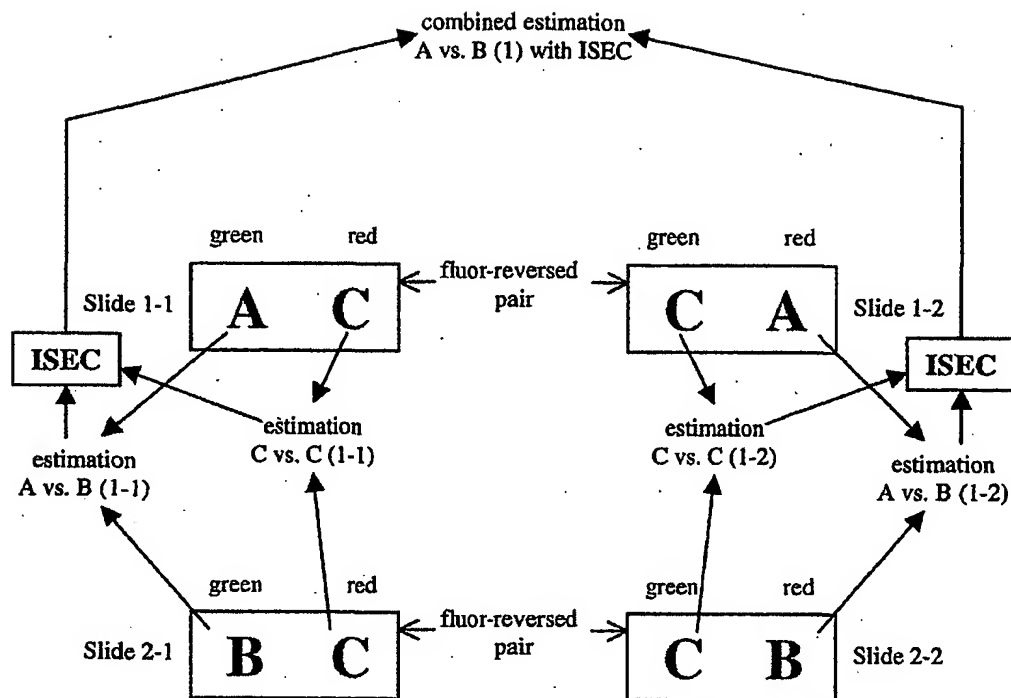 combined estimation
A vs. B (1) with ISEC
green red
green red
Slide 1-1
A C
fluor-reversed
pair
C A
Slide 1-2
ISEC
ISEC
estimation
C vs. C (1-1)
estimation
C vs. C (1-2)
estimation
A vs. B (1-1)
estimation
A vs. B (1-2)
green red
green red
Slide 2-1
B C
fluor-reversed
pair
C B
Slide 2-2